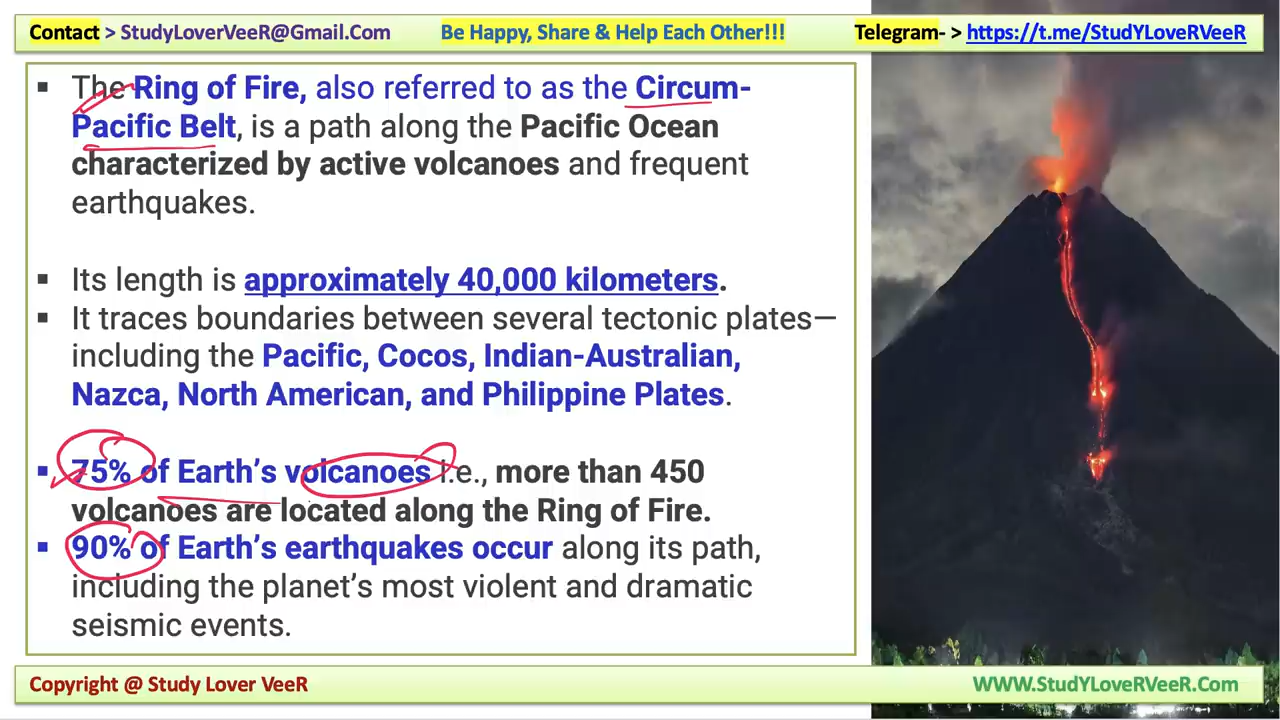 Contact > StudyLoverVeeR@Gmail.Com Be Happy, Share & Help Each Other!!! Telegram- > https://t.me/StudYLoveRVeeR
▪ The Ring of Fire, also referred to as the Circum-
Pacific Belt, is a path along the Pacific Ocean
characterized by active volcanoes and frequent
earthquakes.
▪ Its length is approximately 40,000 kilometers.
▪ It traces boundaries between several tectonic plates—
including the Pacific, Cocos, Indian-Australian,
Nazca, North American, and Philippine Plates.
▪ 75% of Earth's volcanoes i.e., more than 450
volcanoes are located along the Ring of Fire.
▪ 90% of Earth's earthquakes occur along its path,
including the planet's most violent and dramatic
seismic events.
Copyright @ Study Lover VeeR WWW.StudYLoveRVeeR.Com